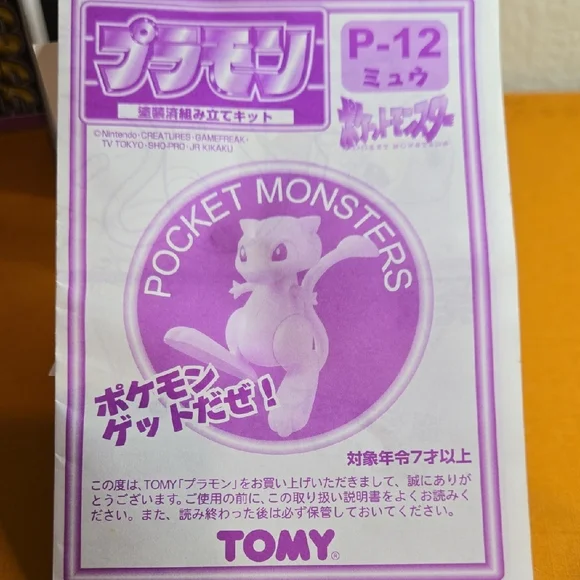 プラモン
塗装済組み立てキット
P-12
ミュウ
ポケットモンスター
POCKET MONSTERS
©Nintendo・CREATURES・GAMEFREAK・
TV TOKYO・SHO-PRO・JR KIKAKU
POCKET MONSTERS
ポケモン
ゲットだぜ!
対象年令7才以上
この度は、TOMY「プラモン」をお買い上げいただきまして、誠にありが
とうございます。ご使用の前に、この取り扱い説明書をよくお読みく
ださい。また、読み終わった後は必ず保管しておいてください。
TOMY®